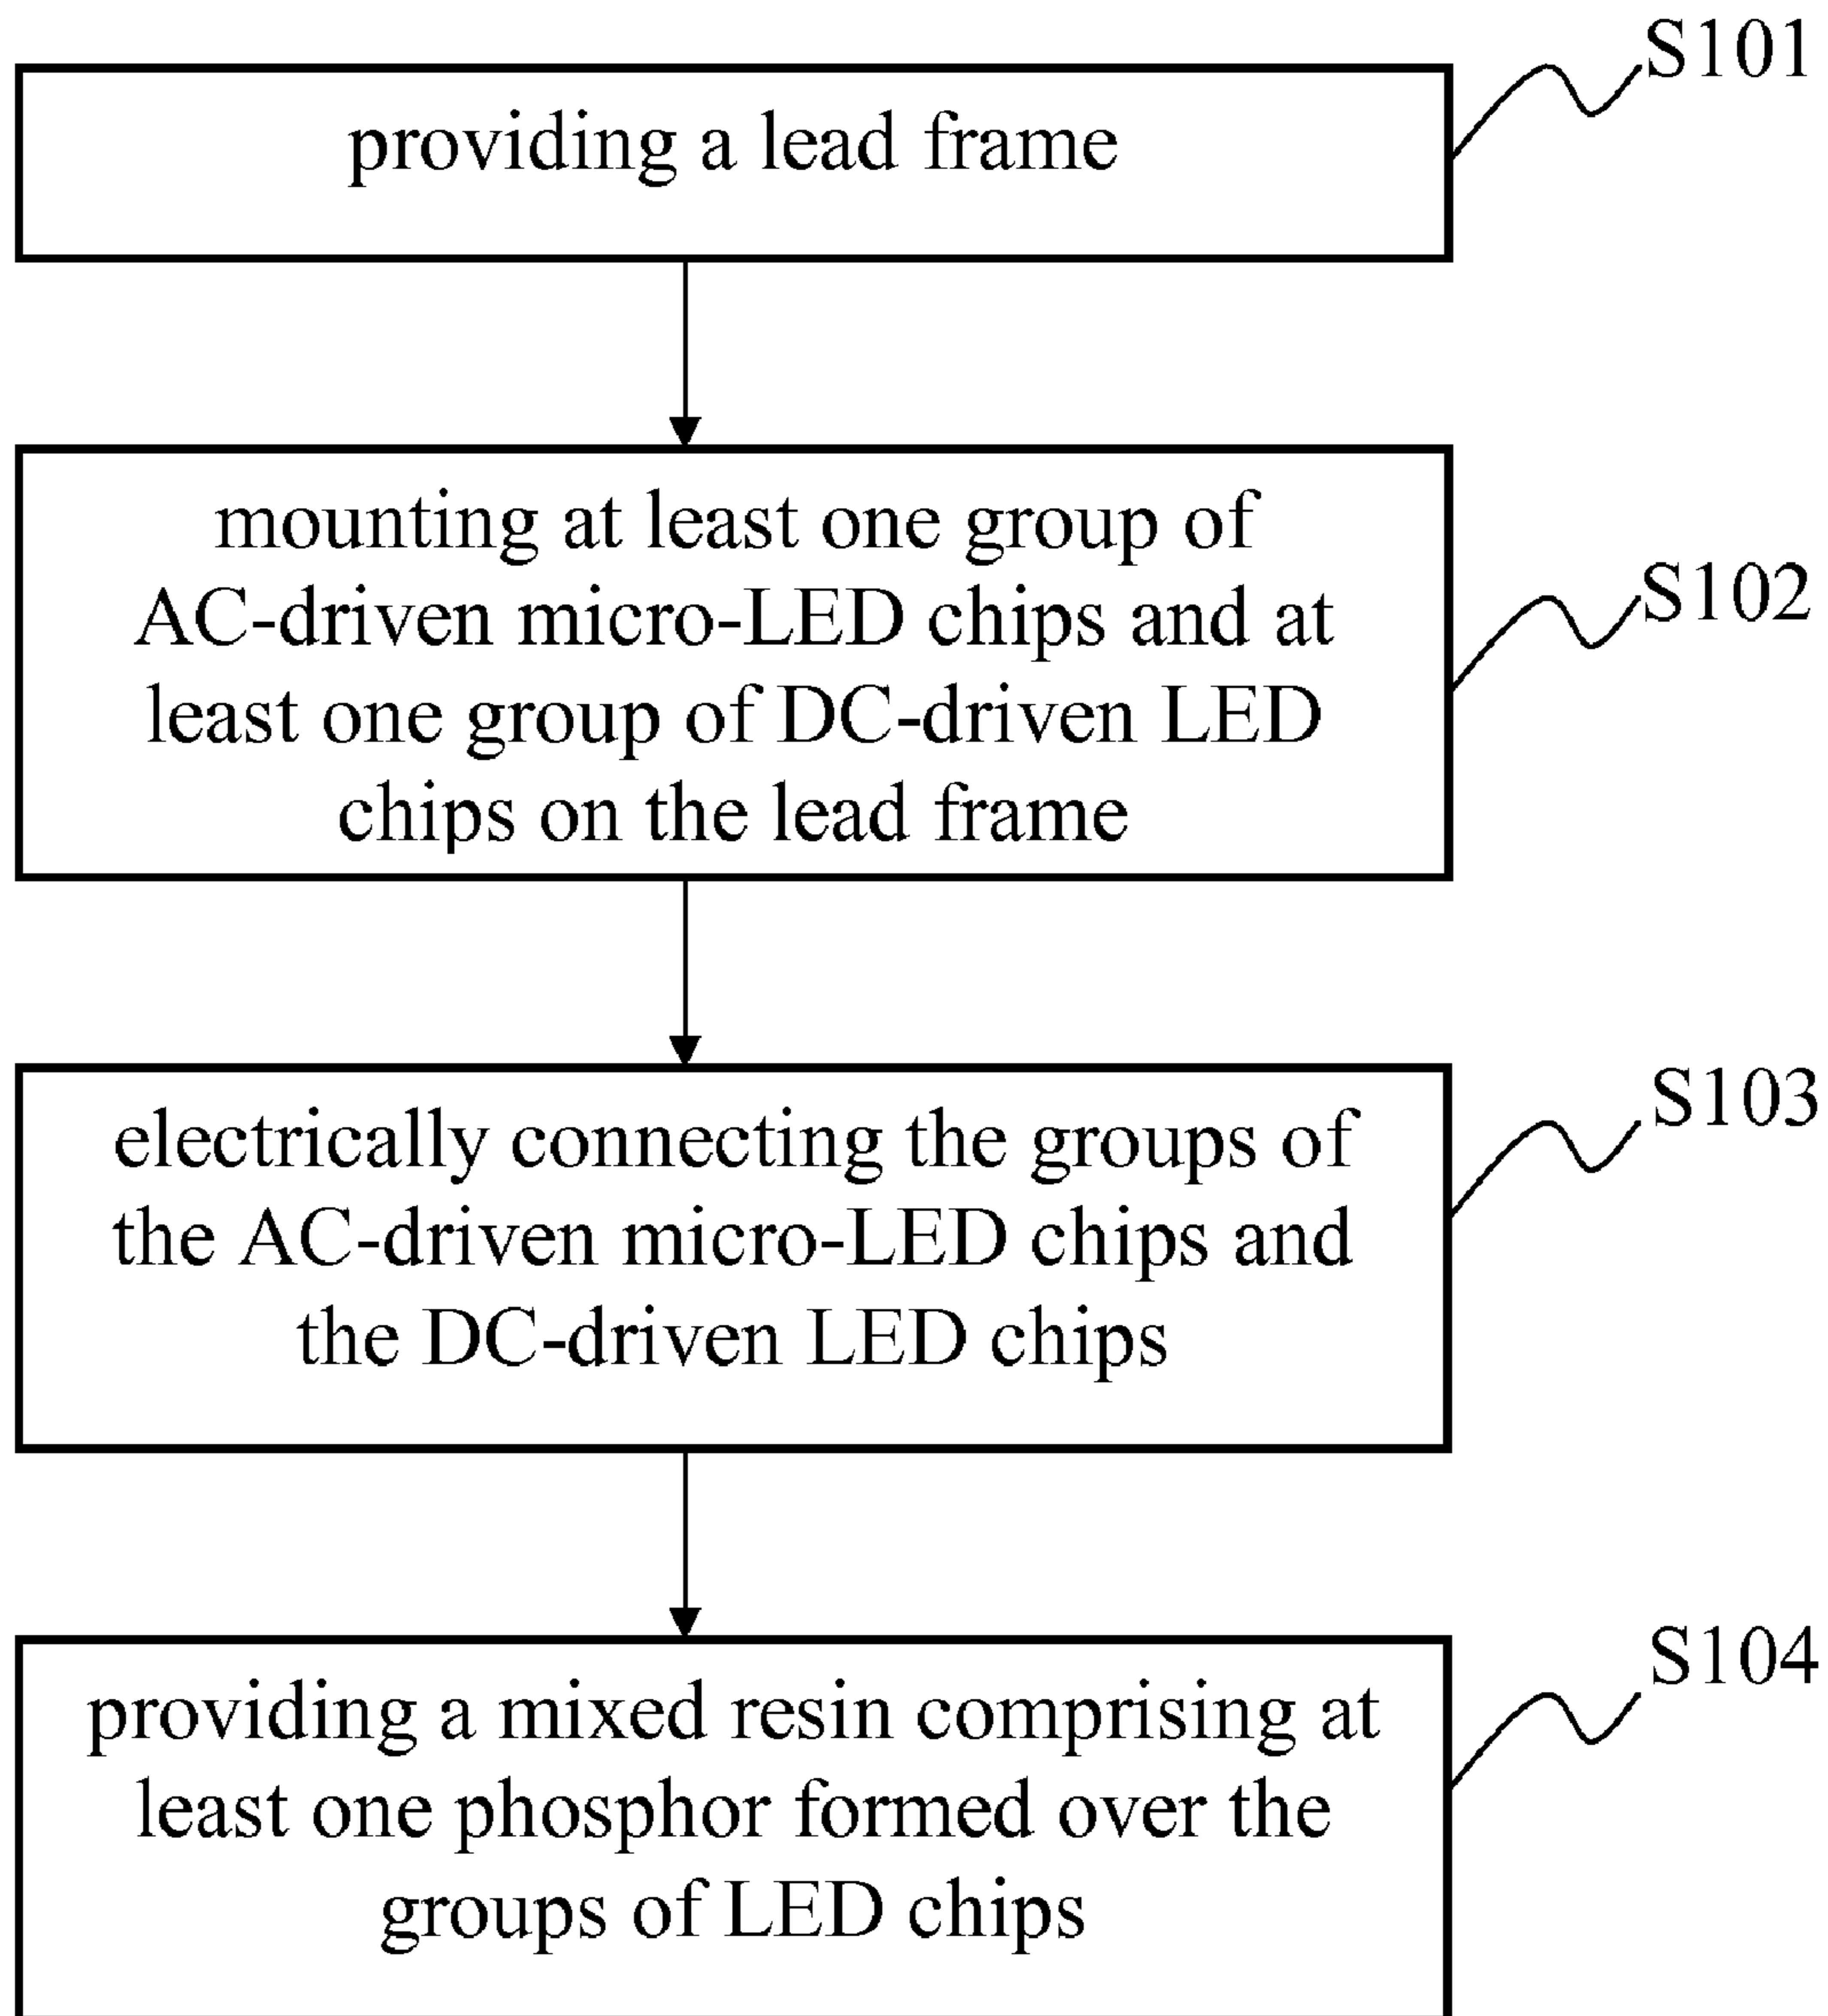 S101
providing a lead frame
mounting at least one group of
AC-driven micro-LED chips and at
least one group of DC-driven LED
chips on the lead frame
S102
electrically connecting the groups of
the AC-driven micro-LED chips and
the DC-driven LED chips
S103
providing a mixed resin comprising at
least one phosphor formed over the
groups of LED chips
S104